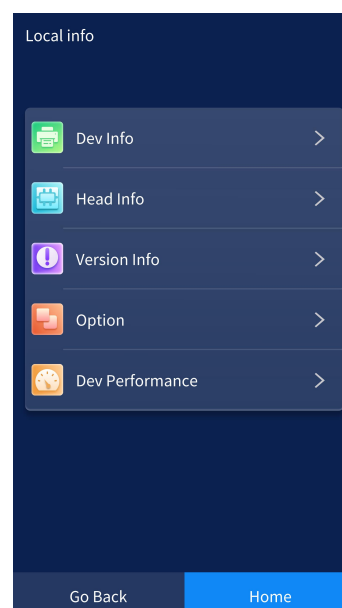 Local info
Dev Info
Head Info
Version Info
Option
Dev Performance
Go Back
Home